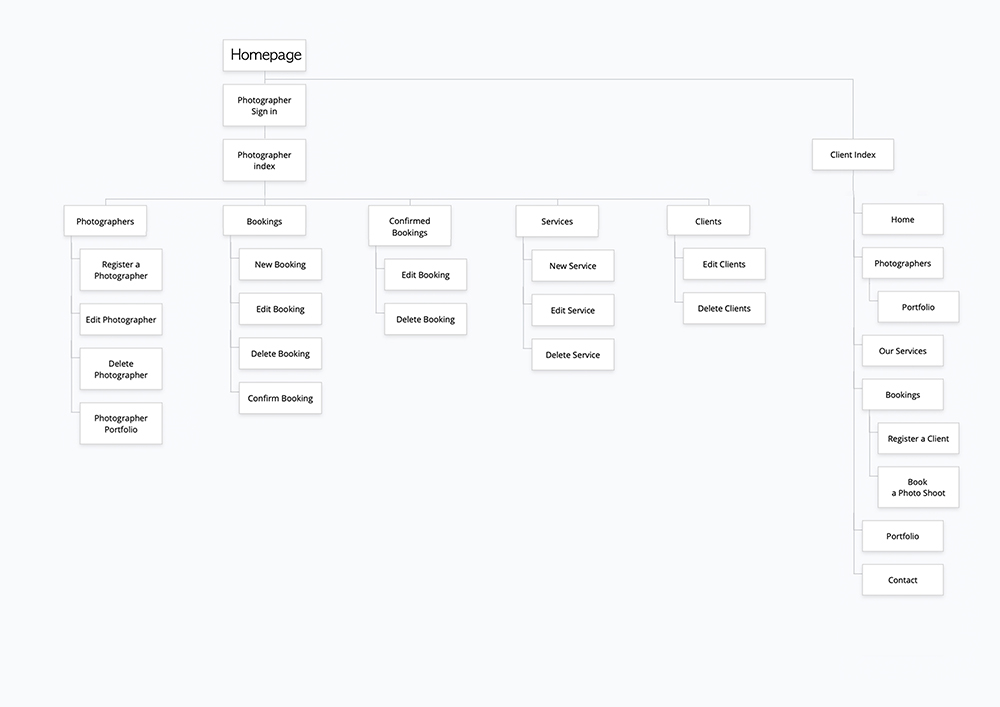 Homepage
Photographer
Sign in
Photographer
index
Photographers
Register a
Photographer
Edit Photographer
Delete
Photographer
Photographer
Portfolio
Bookings
New Booking
Edit Booking
Delete Booking
Confirm Booking
Confirmed
Bookings
Edit Booking
Delete Booking
Services
New Service
Edit Service
Delete Service
Clients
Edit Clients
Delete Clients
Client Index
Home
Photographers
Portfolio
Our Services
Bookings
Register a Client
Book
a Photo Shoot
Portfolio
Contact